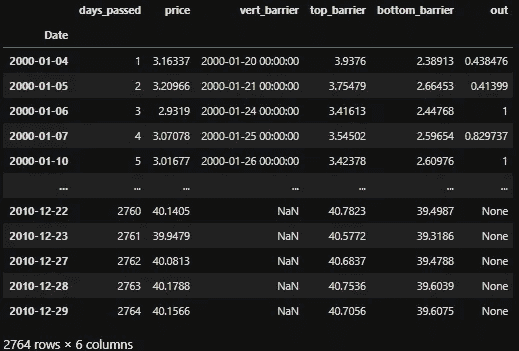 days_passed price vert_barrier top_barrier bottom_barrier out
Date
2000-01-04 1 3.16337 2000-01-20 00:00:00 3.9376 2.38913 0.438476
2000-01-05 2 3.20966 2000-01-21 00:00:00 3.75479 2.66453 0.41399
2000-01-06 3 2.9319 2000-01-24 00:00:00 3.41613 2.44768 1
2000-01-07 4 3.07078 2000-01-25 00:00:00 3.54502 2.59654 0.829737
2000-01-10 5 3.01677 2000-01-26 00:00:00 3.42378 2.60976 1
... ... ... ... ... ... ...
2010-12-22 2760 40.1405 NaN 40.7823 39.4987 None
2010-12-23 2761 39.9479 NaN 40.5772 39.3186 None
2010-12-27 2762 40.0813 NaN 40.6837 39.4788 None
2010-12-28 2763 40.1788 NaN 40.7536 39.6039 None
2010-12-29 2764 40.1566 NaN 40.7056 39.6075 None
2764 rows × 6 columns